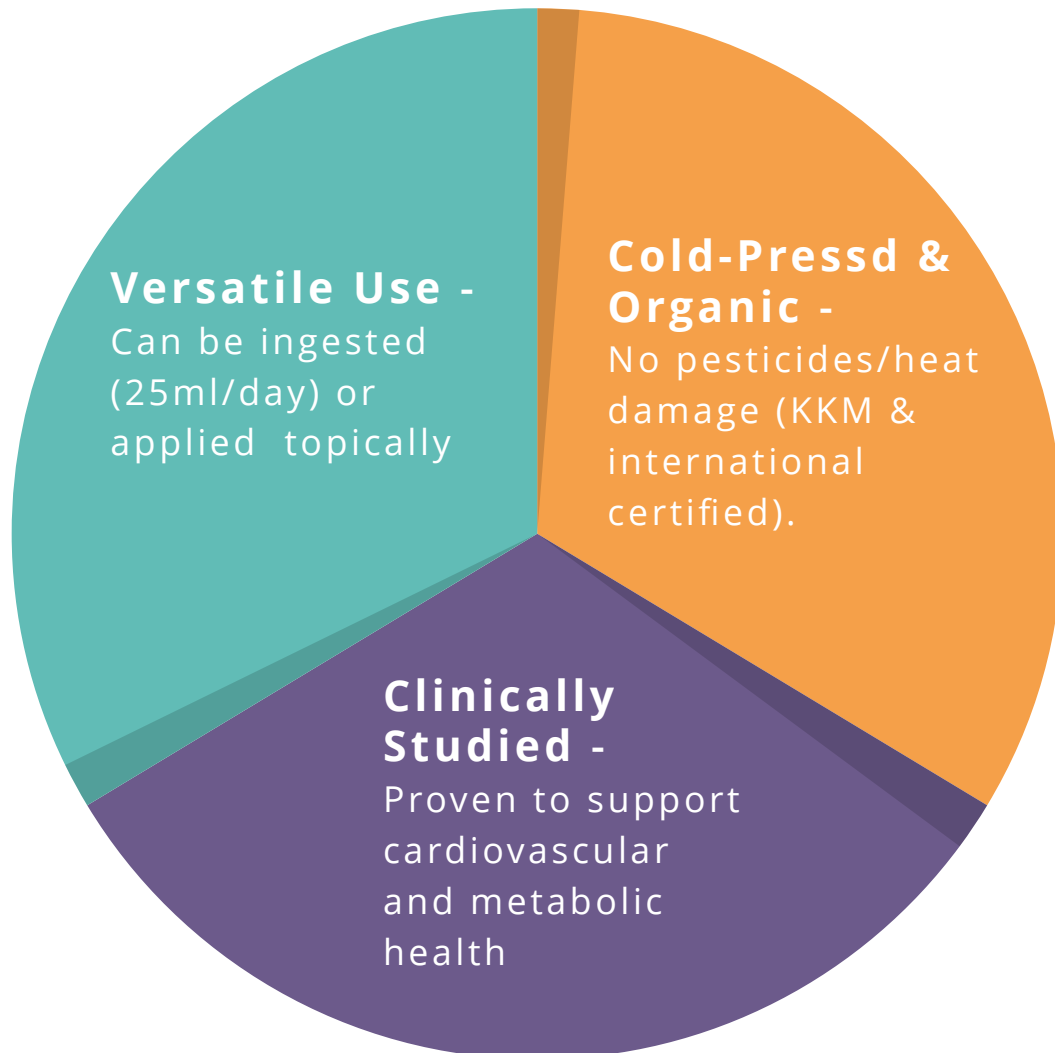 Versatile Use -
Can be ingested
(25ml/day) or
applied  topically
Cold-Pressd &
Organic -
No pesticides/heat
damage (KKM &
international
certified).
Clinically
Studied -
Proven to support
cardiovascular
and metabolic
health